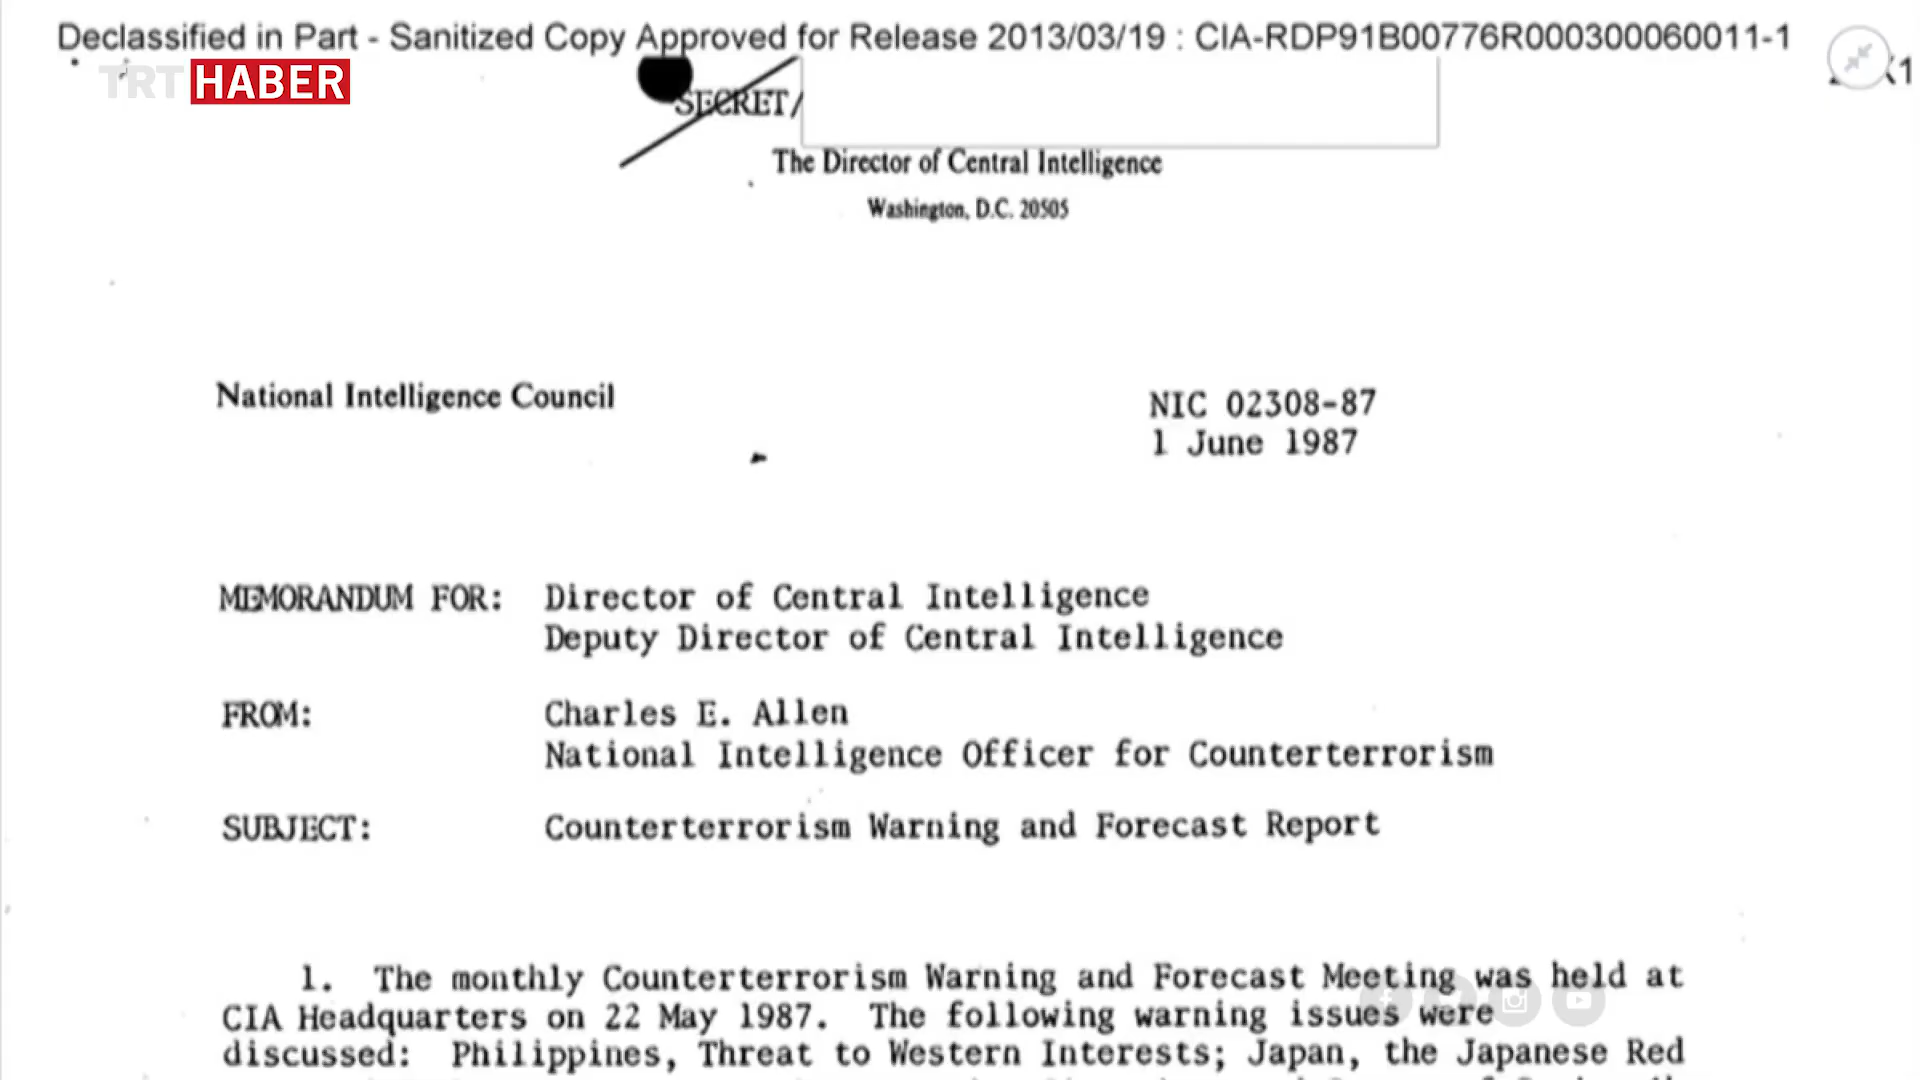 Declassified in Part - Sanitized Copy Approved for Release 2013/03/19 : CIA-RDP91B00776R000300060011-1
TRT HABER
SECRET/
The Director of Central Intelligence
Washington, D.C. 20505
National Intelligence Council
NIC 02308-87
1 June 1987
MEMORANDUM FOR: Director of Central Intelligence
Deputy Director of Central Intelligence
FROM: Charles E. Allen
National Intelligence Officer for Counterterrorism
SUBJECT: Counterterrorism Warning and Forecast Report
1. The monthly Counterterrorism Warning and Forecast Meeting was held at
CIA Headquarters on 22 May 1987. The following warning issues were
discussed: Philippines, Threat to Western Interests; Japan, the Japanese Red